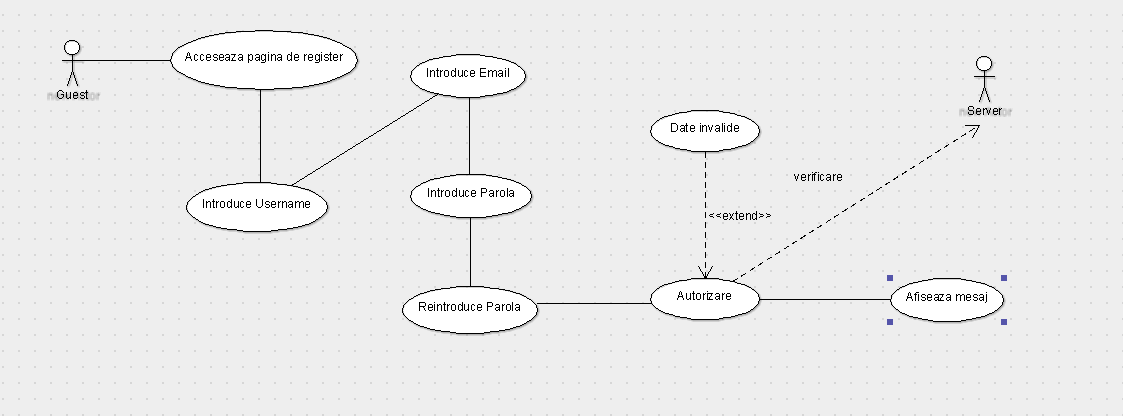 Acceseaza pagina de register
Guest
Introduce Email
Introduce Username
Introduce Parola
Reintroduce Parola
Date invalide
<<extend>>
verificare
Server
Autorizare
Afiseaza mesaj